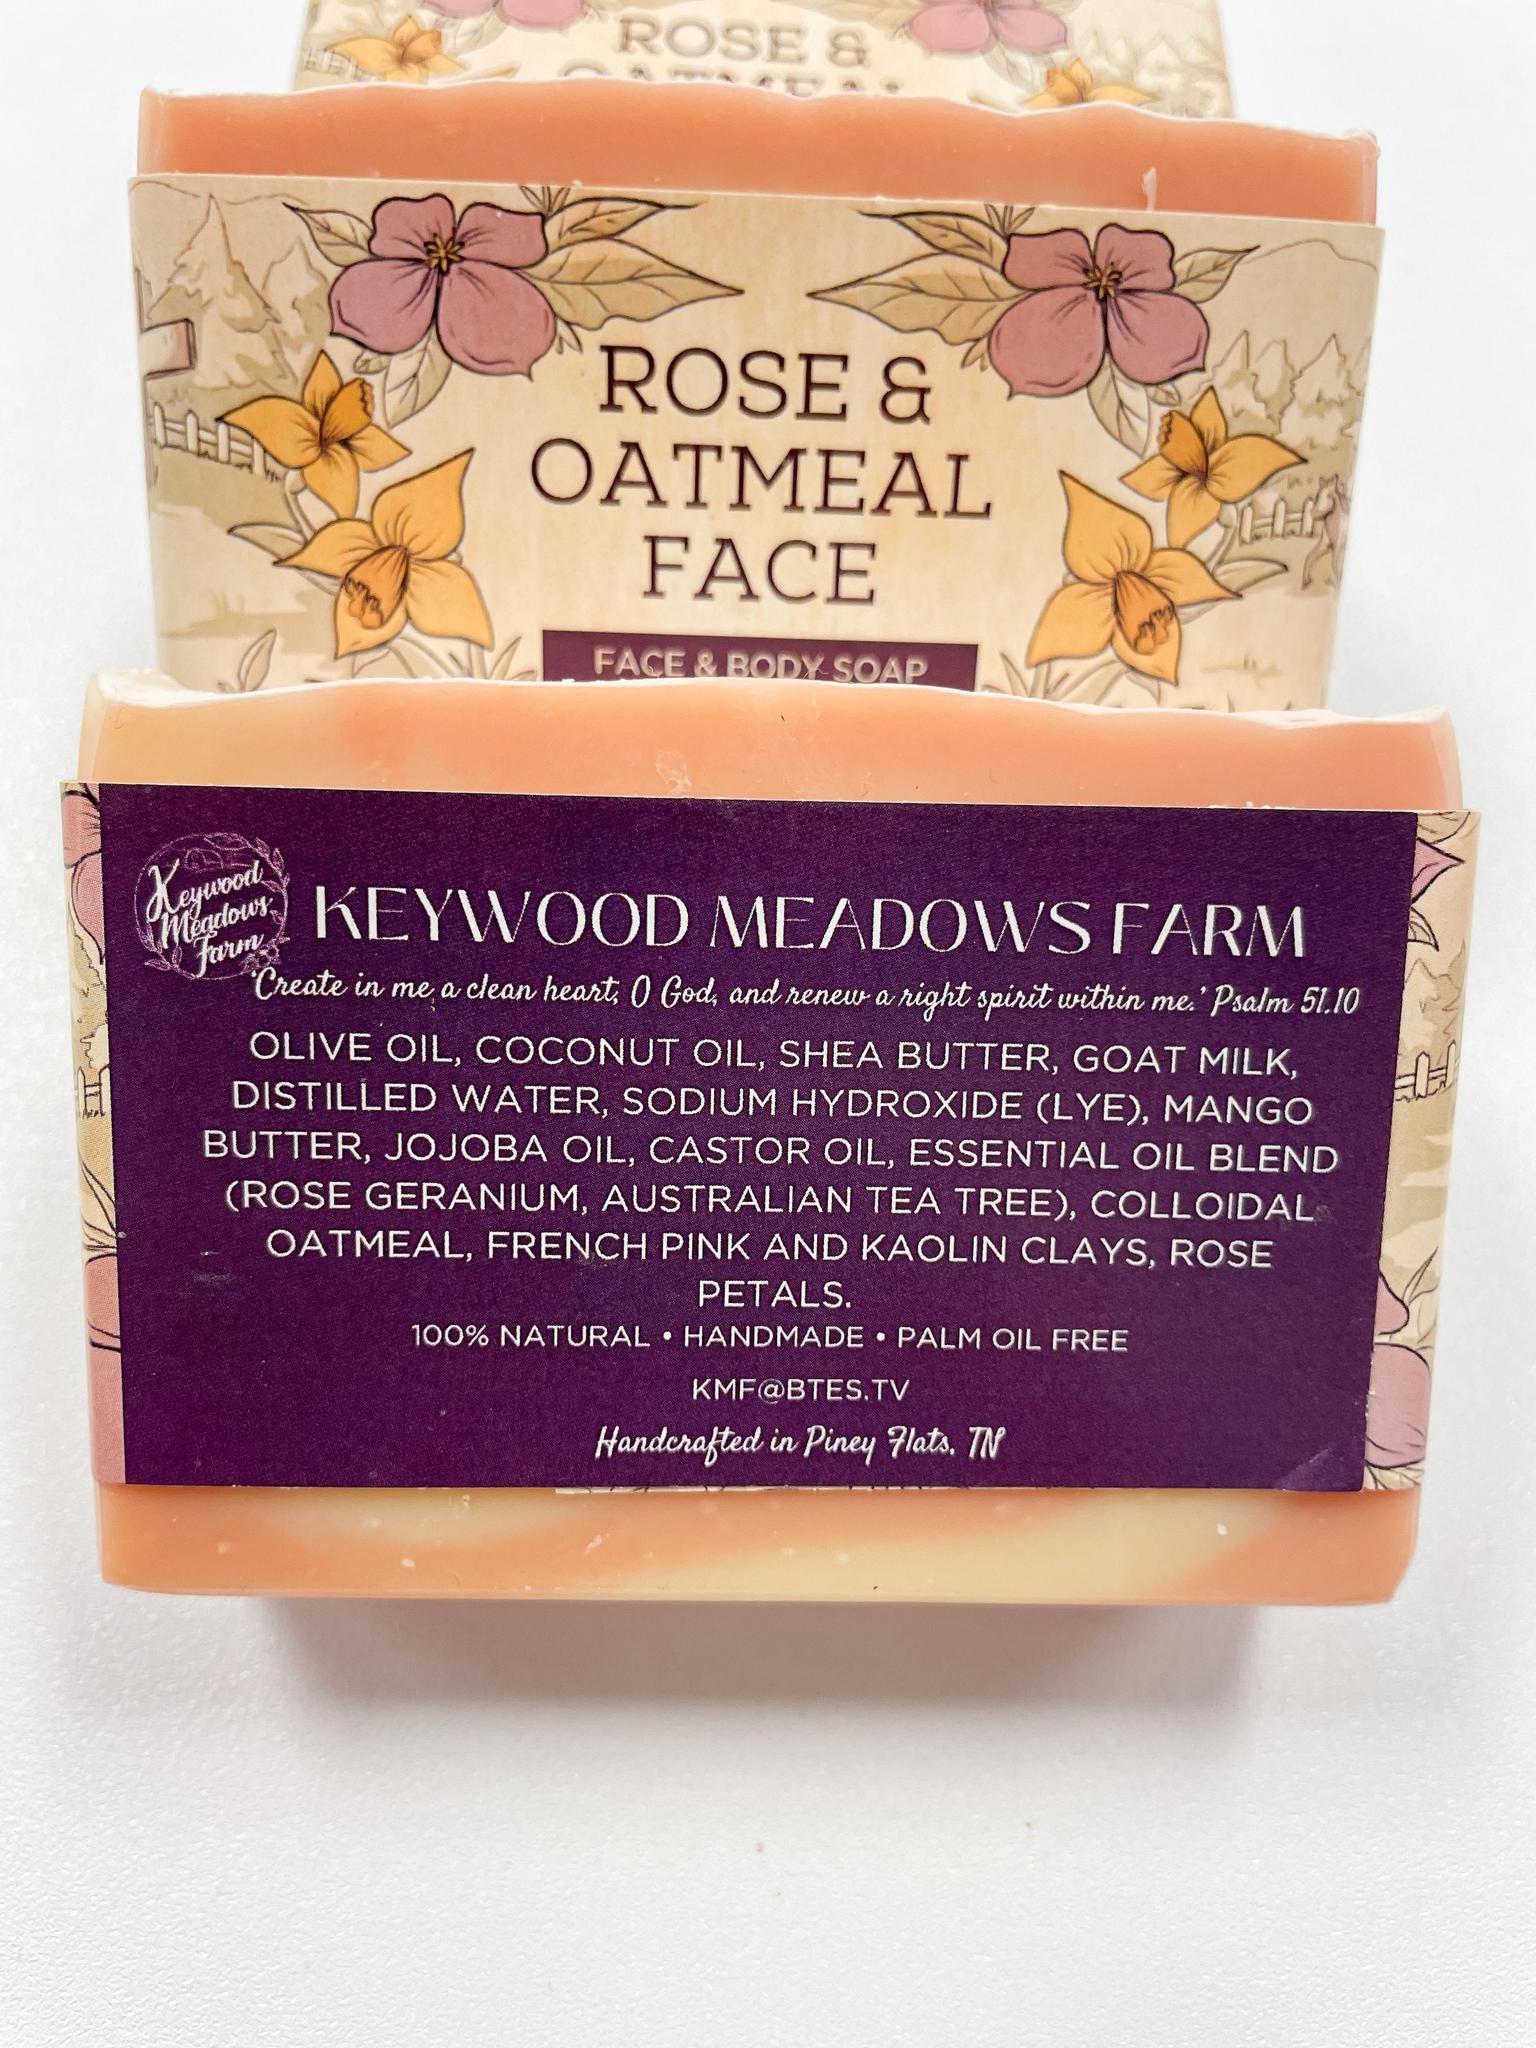 ROSE &
OATMEAL
ROSE &
OATMEAL
FACE
FACE & BODY SOAP
Keywood
Meadows
Farm
KEYWOOD MEADOWS FARM
'Create in me a clean heart, O God, and renew a right spirit within me.' Psalm 51.10
OLIVE OIL, COCONUT OIL, SHEA BUTTER, GOAT MILK,
DISTILLED WATER, SODIUM HYDROXIDE (LYE), MANGO
BUTTER, JOJOBA OIL, CASTOR OIL, ESSENTIAL OIL BLEND
(ROSE GERANIUM, AUSTRALIAN TEA TREE), COLLOIDAL
OATMEAL, FRENCH PINK AND KAOLIN CLAYS, ROSE
PETALS.
100% NATURAL • HANDMADE • PALM OIL FREE
KMF@BTES.TV
Handcrafted in Piney Flats, TN